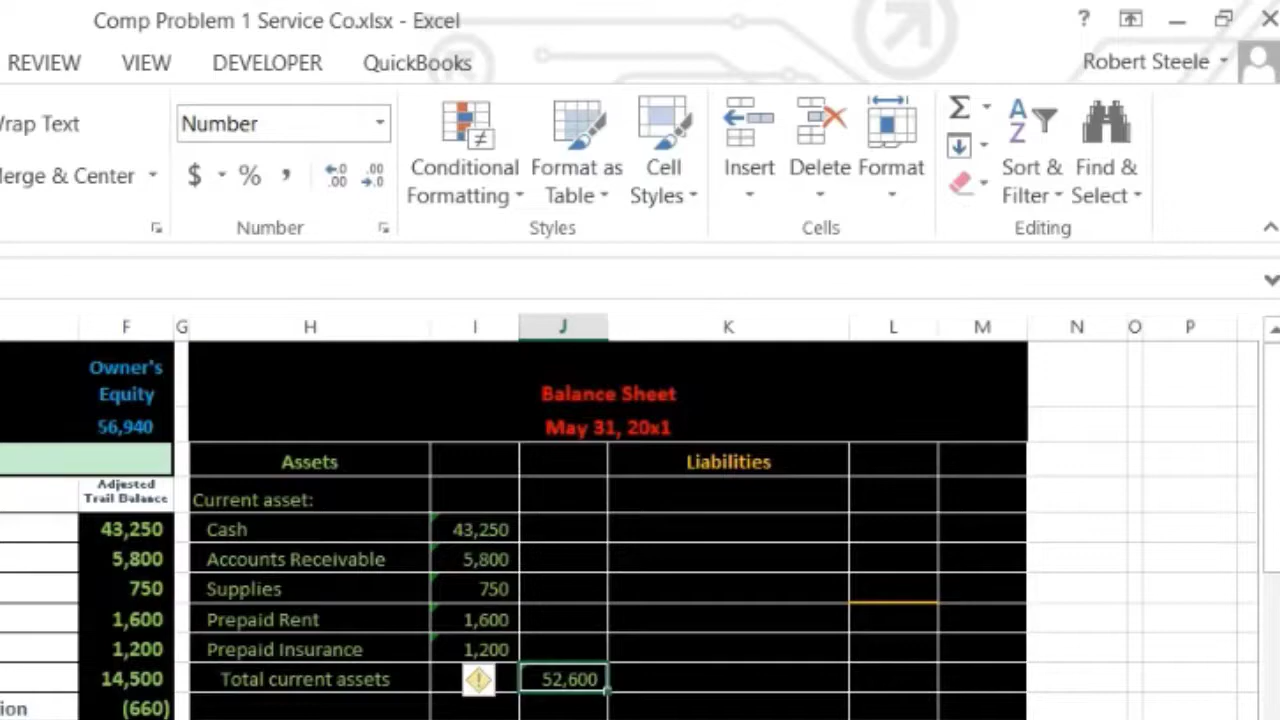 Comp Problem 1 Service Co.xlsx - Excel
?
REVIEW VIEW DEVELOPER QuickBooks Robert Steele
Wrap Text Number
Merge & Center $ % , .00 .00
Conditional Formatting
Format as Table
Cell Styles
Insert Delete Format
Σ A Z
Sort & Filter
Find & Select
Number Styles Cells Editing
F G H I J K L M N O P
Owner's
Equity
56,940
Balance Sheet
May 31, 20x1
Assets Liabilities
Adjusted
Trail Balance
Current asset:
43,250 Cash 43,250
5,800 Accounts Receivable 5,800
750 Supplies 750
1,600 Prepaid Rent 1,600
1,200 Prepaid Insurance 1,200
14,500 Total current assets 52,600
(660)